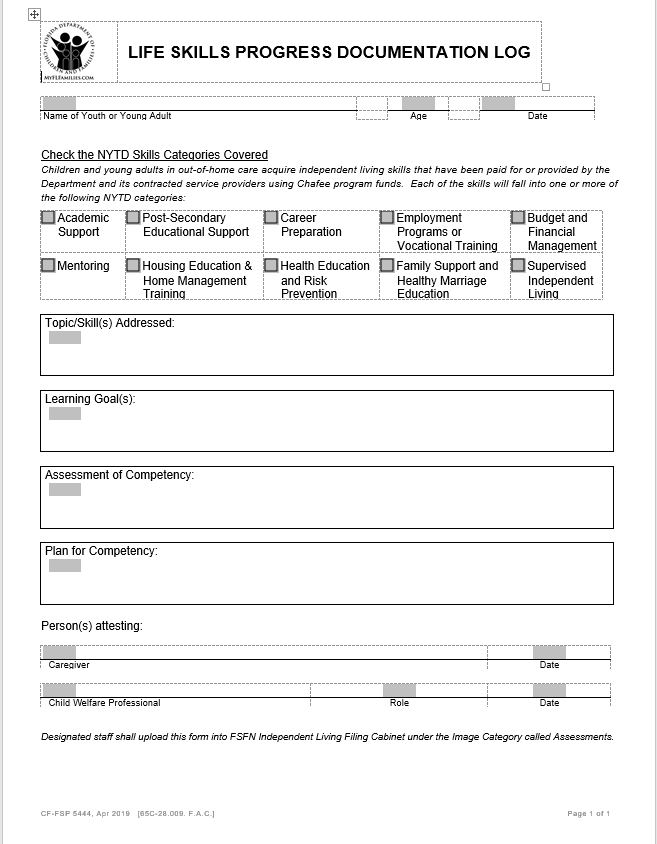 FLORIDA DEPARTMENT OF
CHILDREN AND FAMILIES
MYFLFAMILIES.COM
LIFE SKILLS PROGRESS DOCUMENTATION LOG
Name of Youth or Young Adult Age Date
Check the NYTD Skills Categories Covered
Children and young adults in out-of-home care acquire independent living skills that have been paid for or provided by the
Department and its contracted service providers using Chafee program funds. Each of the skills will fall into one or more of
the following NYTD categories:
Academic
Support
Post-Secondary
Educational Support
Career
Preparation
Employment
Programs or
Vocational Training
Budget and
Financial
Management
Mentoring
Housing Education &
Home Management
Training
Health Education
and Risk
Prevention
Family Support and
Healthy Marriage
Education
Supervised
Independent
Living
Topic/Skill(s) Addressed:
Learning Goal(s):
Assessment of Competency:
Plan for Competency:
Person(s) attesting:
Caregiver Date
Child Welfare Professional Role Date
Designated staff shall upload this form into FSFN Independent Living Filing Cabinet under the Image Category called Assessments.
CF-FSP 5444, Apr 2019 [65C-28.009. F.A.C.] Page 1 of 1